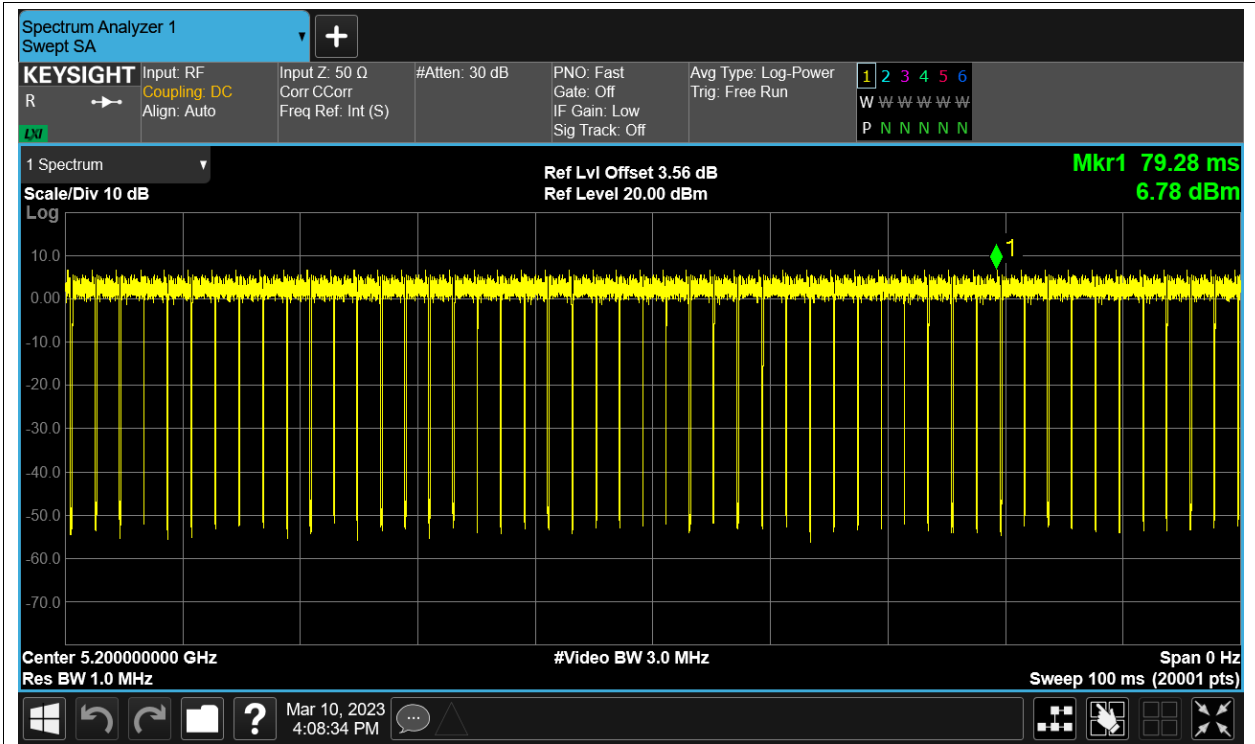 Spectrum Analyzer 1
Swept SA
KEYSIGHT
R
LXI
Input: RF
Coupling: DC
Align: Auto
Input Z: 50 Ω
Corr CCorr
Freq Ref: Int (S)
#Atten: 30 dB
PNO: Fast
Gate: Off
IF Gain: Low
Sig Track: Off
Avg Type: Log-Power
Trig: Free Run
1 2 3 4 5 6
W W W W W W
P N N N N N
1 Spectrum
Scale/Div 10 dB
Log
Ref Lvl Offset 3.56 dB
Ref Level 20.00 dBm
Mkr1 79.28 ms
6.78 dBm
1
10.0
0.00
-10.0
-20.0
-30.0
-40.0
-50.0
-60.0
-70.0
Center 5.200000000 GHz
Res BW 1.0 MHz
#Video BW 3.0 MHz
Span 0 Hz
Sweep 100 ms (20001 pts)
?
Mar 10, 2023
4:08:34 PM